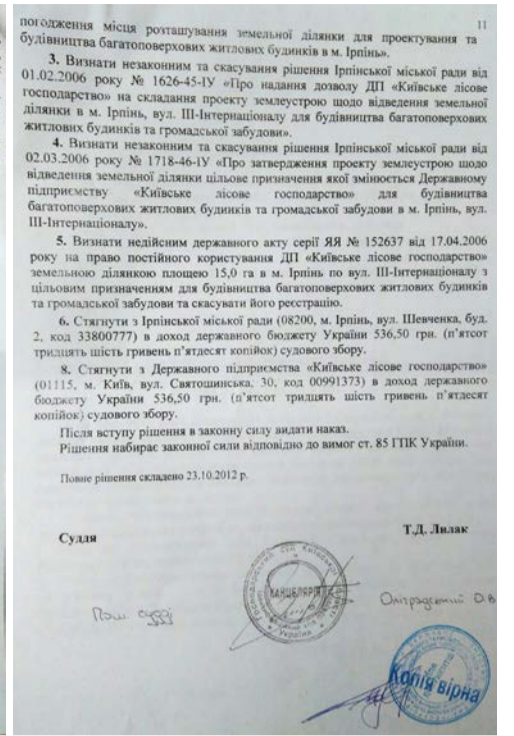 11
погодження місця розташування земельної ділянки для проектування та
будівництва багатоповерхових житлових будинків в м. Ірпінь».
3. Визнати незаконним та скасування рішення Ірпінської міської ради від
01.02.2006 року № 1626-45-ІУ «Про надання дозволу ДП «Київське лісове
господарство» на складання проекту землеустрою щодо відведення земельної
ділянки в м. Ірпінь, вул. ІІІ-Інтернаціоналу для будівництва багатоповерхових
житлових будинків та громадської забудови».
4. Визнати незаконним та скасування рішення Ірпінської міської ради від
02.03.2006 року № 1718-46-ІУ «Про затвердження проекту землеустрою щодо
відведення земельної ділянки цільове призначення якої змінюється Державному
підприємству «Київське лісове господарство» для будівництва
багатоповерхових житлових будинків та громадської забудови в м. Ірпінь, вул.
ІІІ-Інтернаціоналу».
5. Визнати недійсним державного акту серії ЯЯ № 152637 від 17.04.2006
року на право постійного користування ДП «Київське лісове господарство»
земельною ділянкою площею 15,0 га в м. Ірпінь по вул. ІІІ-Інтернаціоналу з
цільовим призначенням для будівництва багатоповерхових житлових будинків
та громадської забудови та скасувати його реєстрацію.
6. Стягнути з Ірпінської міської ради (08200, м. Ірпінь, вул. Шевченка, буд.
2, код 33800777) в доход державного бюджету України 536,50 грн. (п’ятсот
тридцять шість гривень п’ятдесят копійок) судового збору.
8. Стягнути з Державного підприємства «Київське лісове господарство»
(01115, м. Київ, вул. Святошинська, 30, код 00991373) в доход державного
бюджету України 536,50 грн. (п’ятсот тридцять шість гривень п’ятдесят
копійок) судового збору.
Після вступу рішення в законну силу видати наказ.
Рішення набирає законної сили відповідно до вимог ст. 85 ГПК України.
Повне рішення складено 23.10.2012 р.
Суддя
Т.Д. Лилак
КАНЦЕЛЯРІЯ
Україна
Пом. судді
О.В
Копія вірна